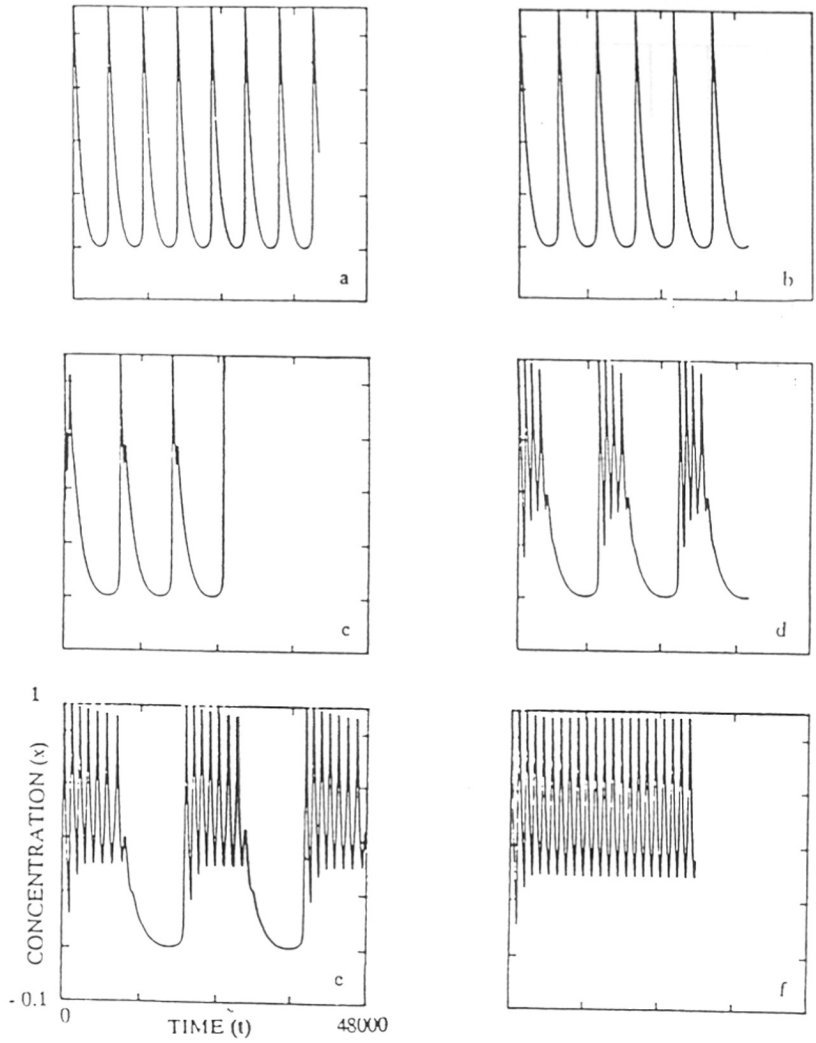 a
b
c
d
1
CONCENTRATION (x)
e
f
- 0.1
0
TIME (t)
48000